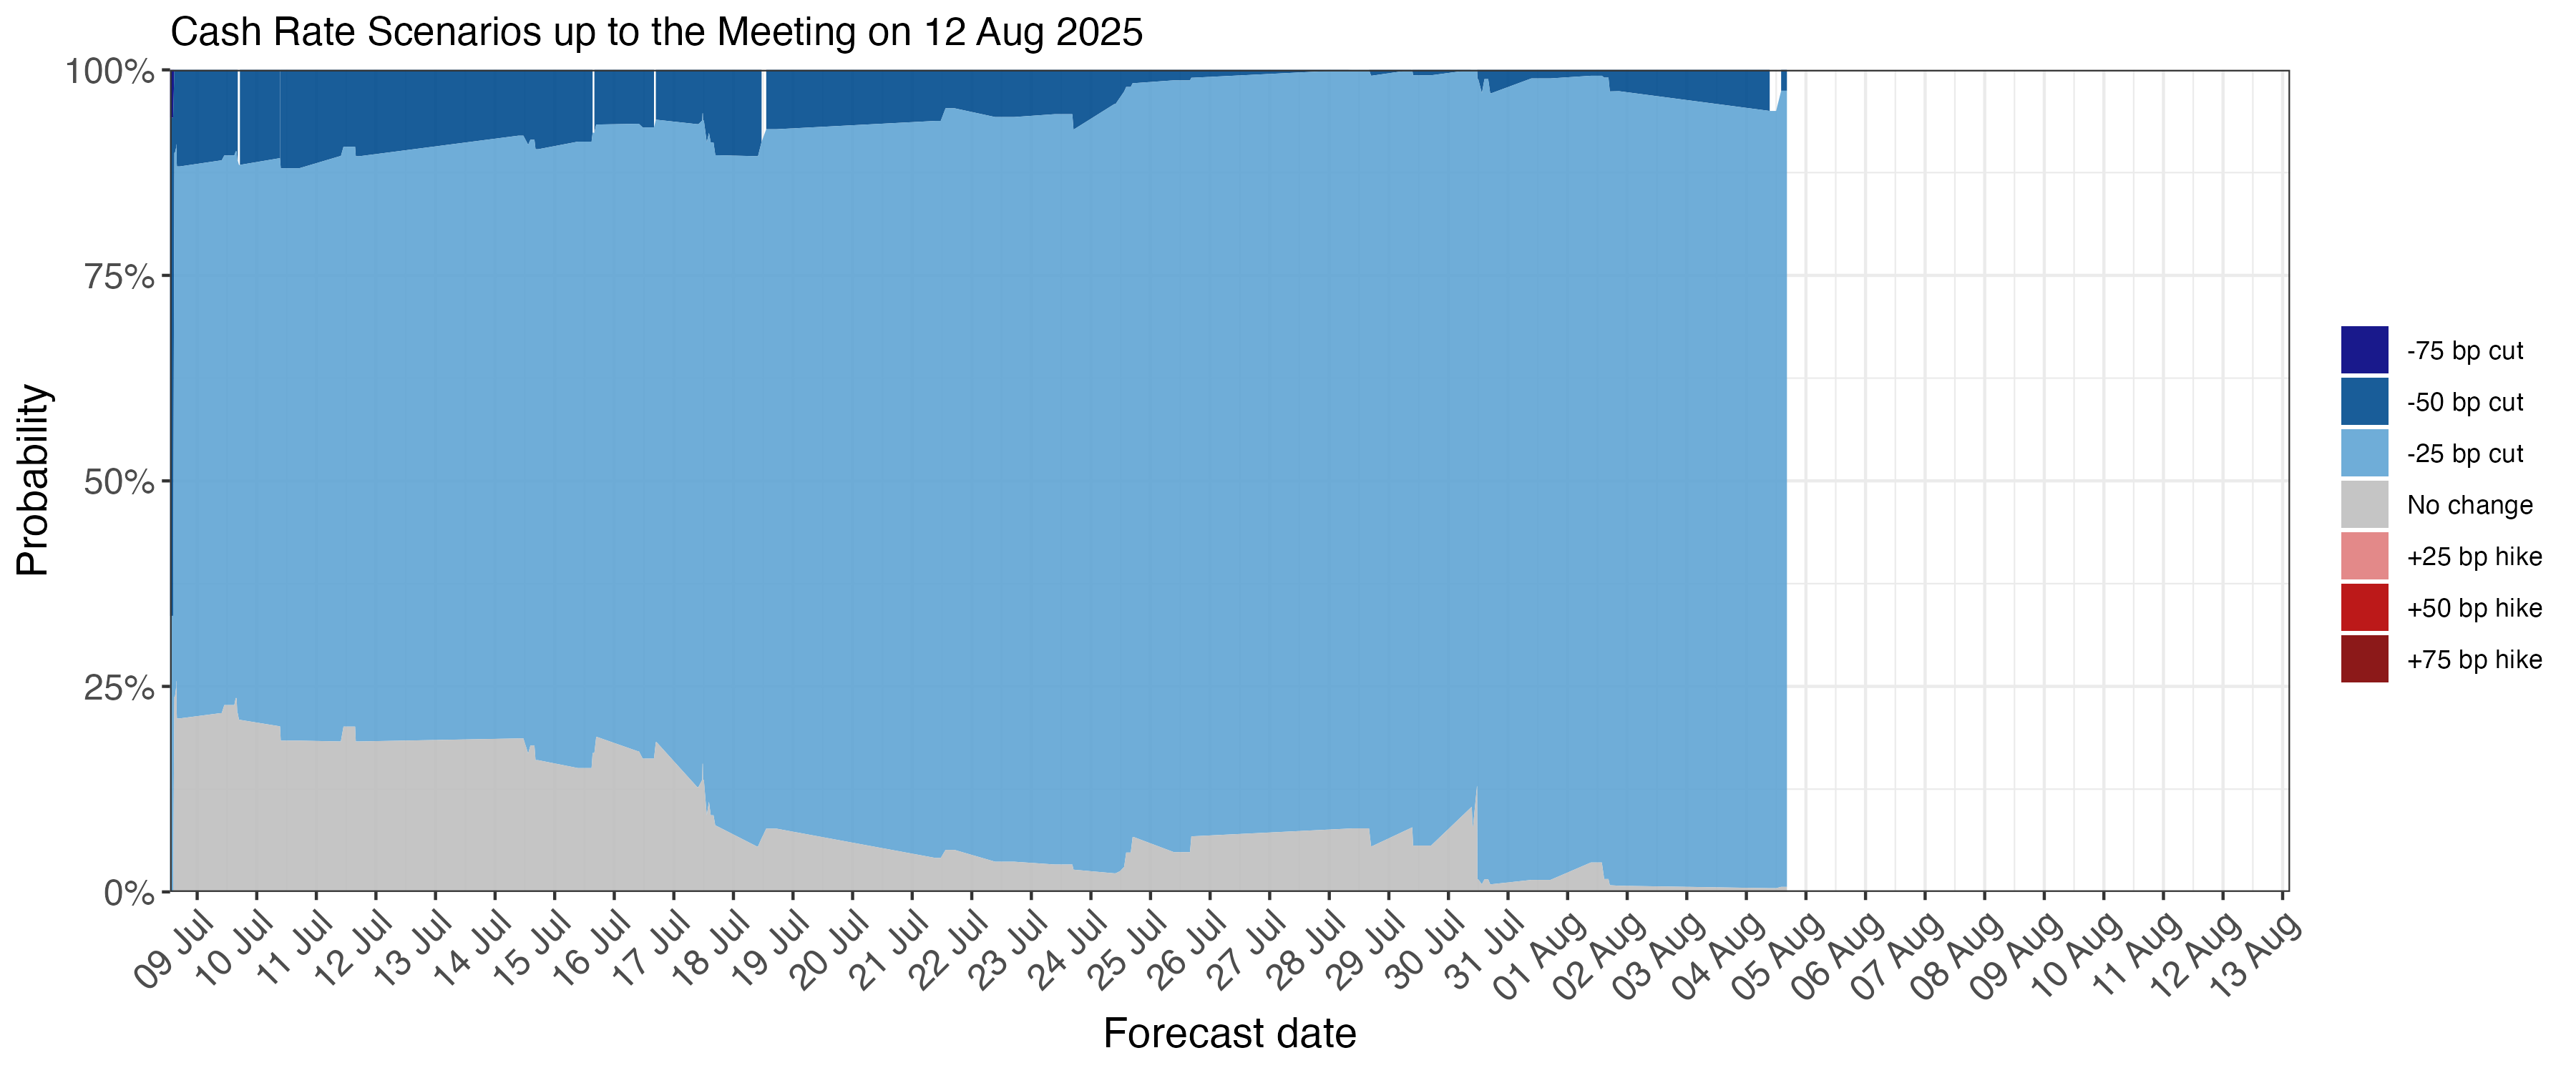 Cash Rate Scenarios up to the Meeting on 12 Aug 2025
Probability
100%
75%
50%
25%
0%
09 Jul
10 Jul
11 Jul
12 Jul
13 Jul
14 Jul
15 Jul
16 Jul
17 Jul
18 Jul
19 Jul
20 Jul
21 Jul
22 Jul
23 Jul
24 Jul
25 Jul
26 Jul
27 Jul
28 Jul
29 Jul
30 Jul
31 Jul
01 Aug
02 Aug
03 Aug
04 Aug
05 Aug
06 Aug
07 Aug
08 Aug
09 Aug
10 Aug
11 Aug
12 Aug
13 Aug
Forecast date
-75 bp cut
-50 bp cut
-25 bp cut
No change
+25 bp hike
+50 bp hike
+75 bp hike